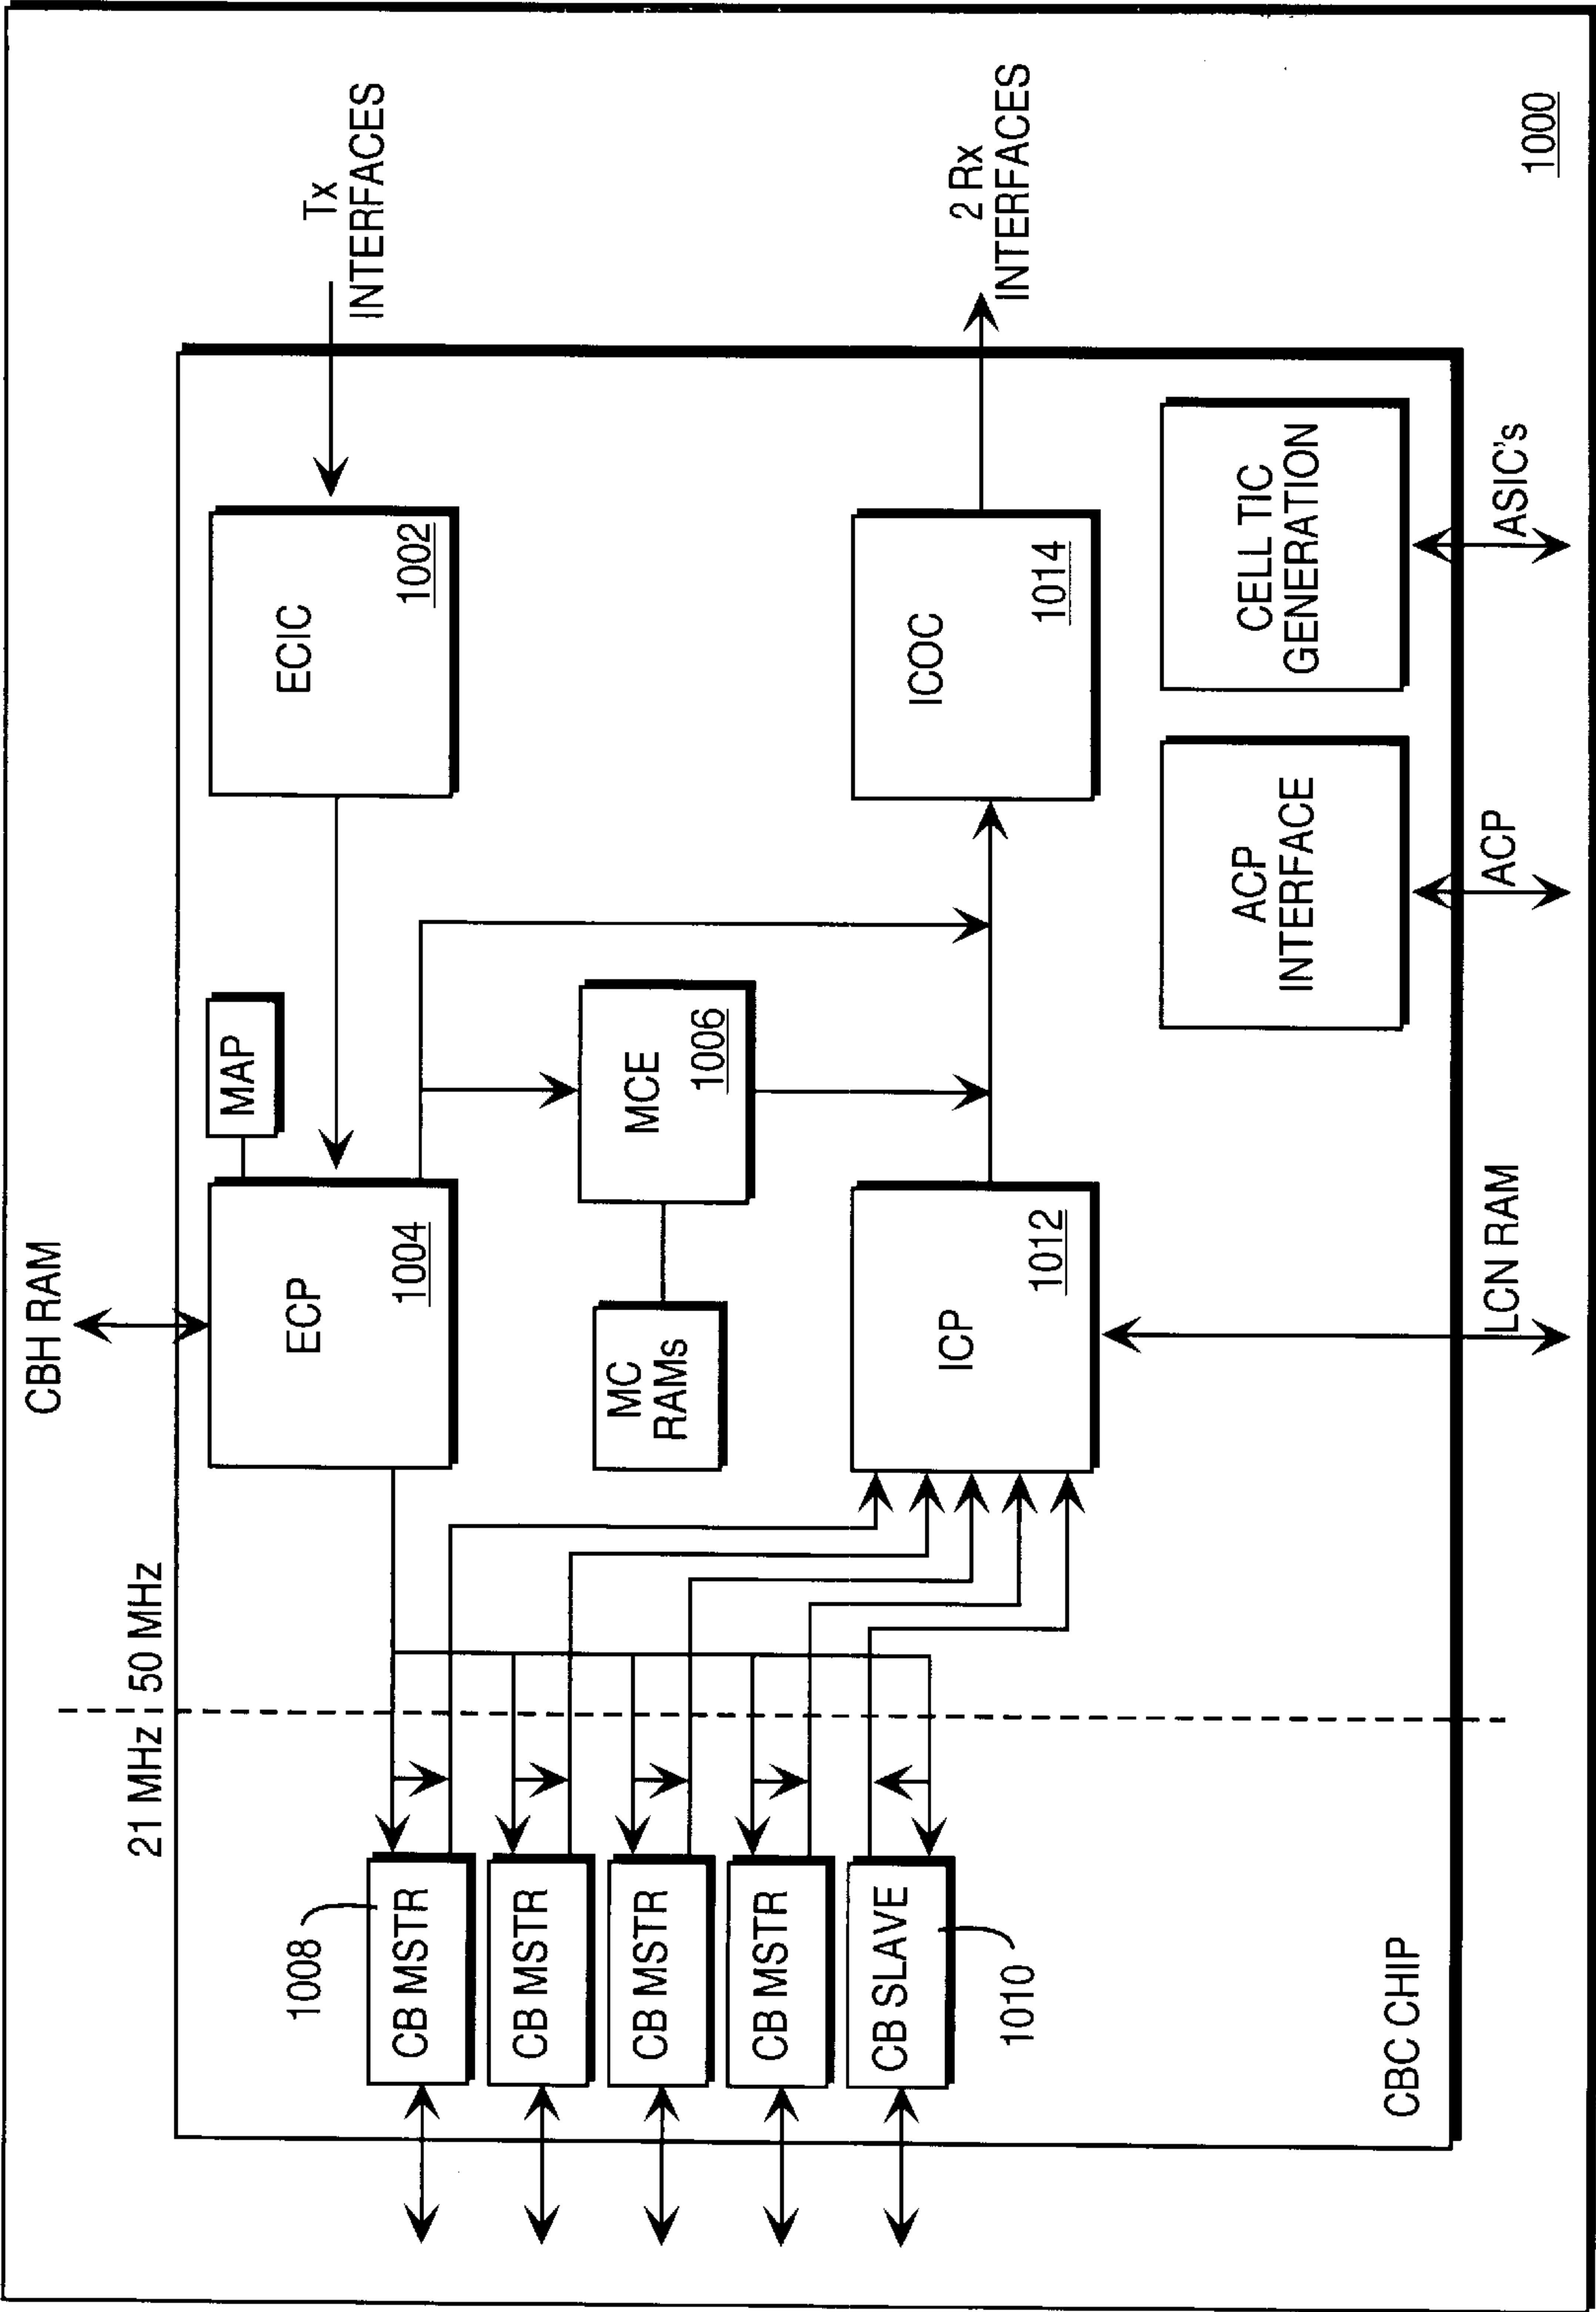 CBH RAM
21 MHz
50 MHz
MAP
Tx
INTERFACES
1008
CB MSTR
CB MSTR
CB MSTR
CB MSTR
CB SLAVE
1010
ECP
1004
ECIC
1002
MC
RAMs
MCE
1006
ICP
1012
ICOC
1014
2 Rx
INTERFACES
ACP
INTERFACE
CELL TIC
GENERATION
CBC CHIP
LCN RAM
ACP
ASIC's
1000